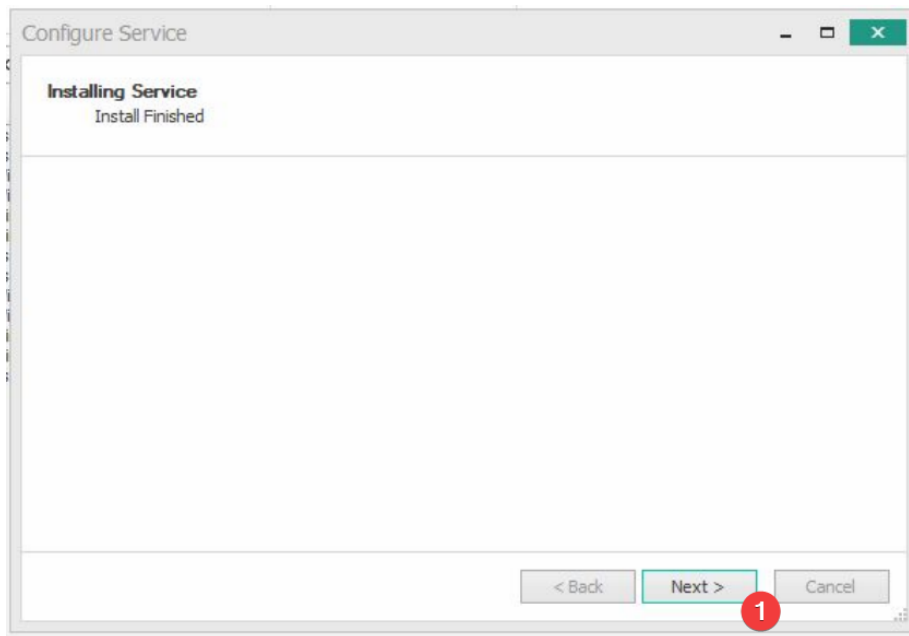 Configure Service
Installing Service
Install Finished
< Back
Next >
Cancel
1